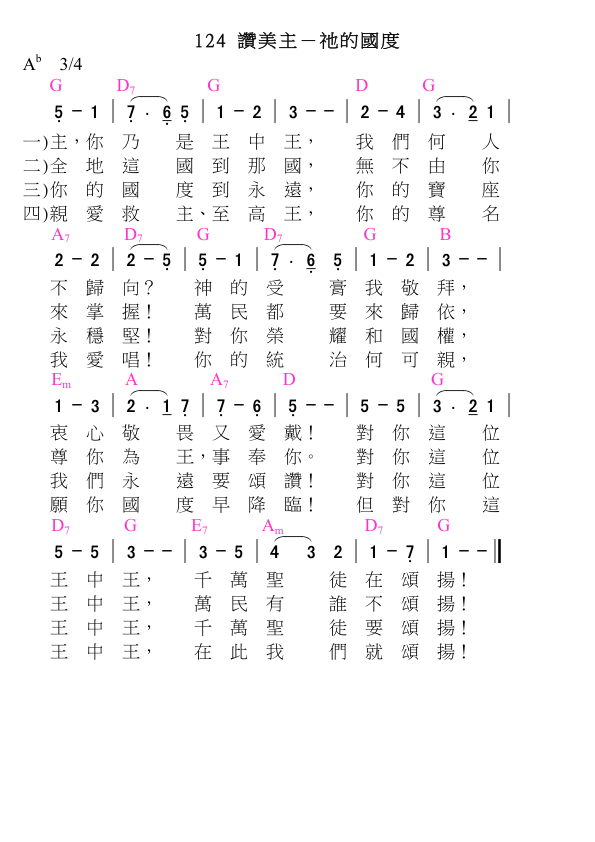 124 讚美主－祂的國度
A♭ 3/4
G D7 G D G
5̣ － 1 | 7̣ · 6̣ 5̣ | 1 － 2 | 3 － － | 2 － 4 | 3 · 2 1 |
一)主，你 乃 是 王 中 王， 我 們 何 人
二)全 地 這 國 到 那 國， 無 不 由 你
三)你 的 國 度 到 永 遠， 你 的 寶 座
四)親 愛 救 主、至 高 王， 你 的 尊 名
A7 D7 G D7 G B
2 － 2 | 2 － 5̣ | 5̣ － 1 | 7̣ · 6̣ 5̣ | 1 － 2 | 3 － － |
不 歸 向？ 神 的 受 膏 我 敬 拜，
來 掌 握！ 萬 民 都 要 來 歸 依，
永 穩 堅！ 對 你 榮 耀 和 國 權，
我 愛 唱！ 你 的 統 治 何 可 親，
Em A A7 D G
1 － 3 | 2 · 1 7̣ | 7̣ － 6̣ | 5̣ － － | 5 － 5 | 3 · 2 1 |
衷 心 敬 畏 又 愛 戴！ 對 你 這 位
尊 你 為 王，事 奉 你。 對 你 這 位
我 們 永 遠 要 頌 讚！ 對 你 這 位
願 你 國 度 早 降 臨！ 但 對 你 這
D7 G E7 Am D7 G
5 － 5 | 3 － － | 3 － 5 | 4 3 2 | 1 － 7̣ | 1 － － ‖
王 中 王， 千 萬 聖 徒 在 頌 揚！
王 中 王， 萬 民 有 誰 不 頌 揚！
王 中 王， 千 萬 聖 徒 要 頌 揚！
王 中 王， 在 此 我 們 就 頌 揚！